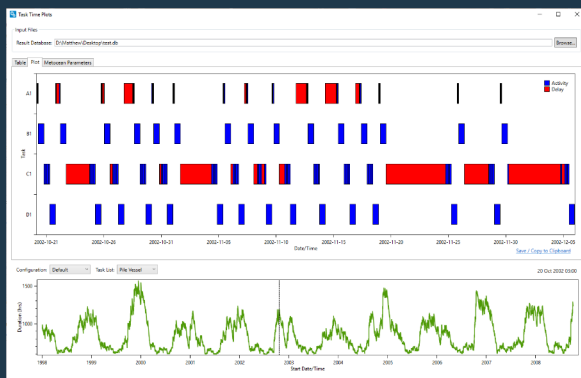 Task Time Plots
Input Files
Result Database: D:\Matthew\Desktop\test.db Browse...
Table Plot Metocean Parameters
Activity
Delay
A1
B1
C1
D1
Task
2002-10-21 2002-10-26 2002-10-31 2002-11-05 2002-11-10 2002-11-15 2002-11-20 2002-11-25 2002-11-30 2002-12-05
Date/Time
Save / Copy to Clipboard
Configuration: Default Task List: Pile Vessel 20 Oct 2002 03:00
1500
1000
Duration (hrs)
1998 1999 2000 2001 2002 2003 2004 2005 2006 2007 2008
Start Date/Time